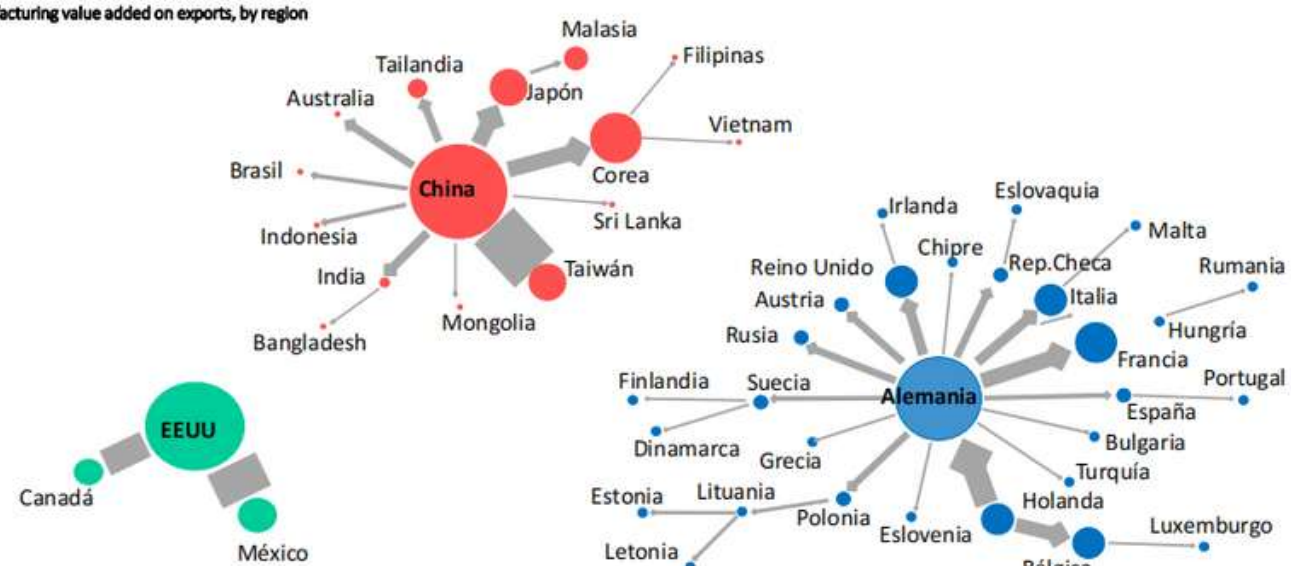 acturing value added on exports, by region
Malasia
Filipinas
Tailandia
Japón
Australia
Vietnam
Brasil
China
Corea
Sri Lanka
Indonesia
India
Taiwán
Mongolia
Bangladesh
Irlanda
Eslovaquia
Chipre
Malta
Reino Unido
Rep.Checa
Rumania
Austria
Italia
Rusia
Hungría
Francia
Finlandia
Suecia
Alemania
Portugal
España
Dinamarca
Bulgaria
Grecia
Turquía
EEUU
Canadá
México
Estonia
Lituania
Polonia
Eslovenia
Holanda
Luxemburgo
Letonia
Bélgica